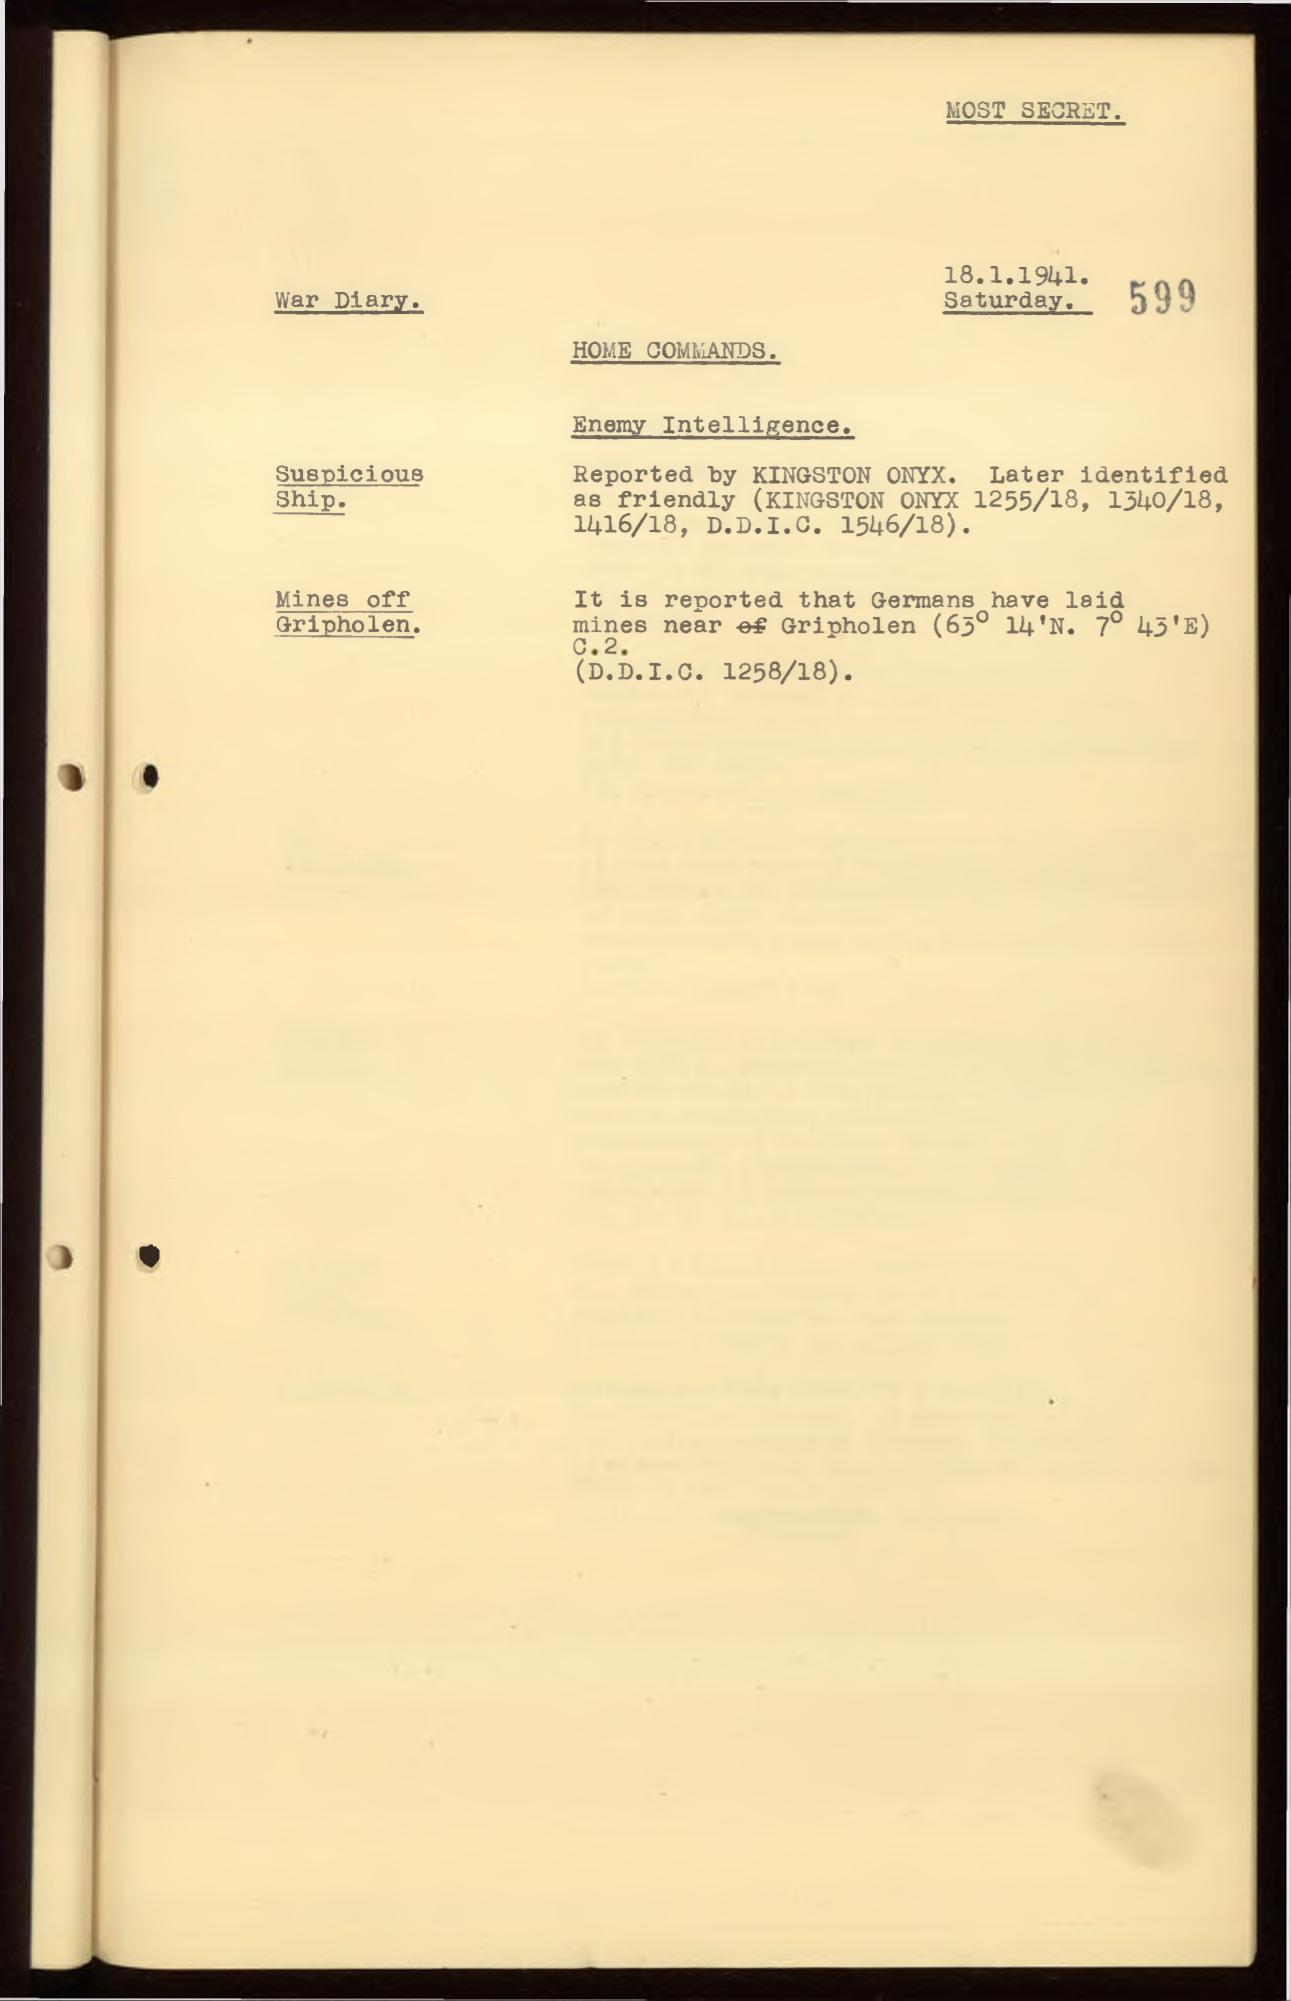 MOST SECRET.
18.1.1941.
War Diary. Saturday. 599
HOME COMMANDS.
Enemy Intelligence.
Suspicious Ship.
Reported by KINGSTON ONYX. Later identified
as friendly (KINGSTON ONYX 1255/18, 1340/18,
1416/18, D.D.I.C. 1546/18).
Mines off Gripholen.
It is reported that Germans have laid
mines near of Gripholen (63° 14'N. 7° 43'E)
C.2.
(D.D.I.C. 1258/18).